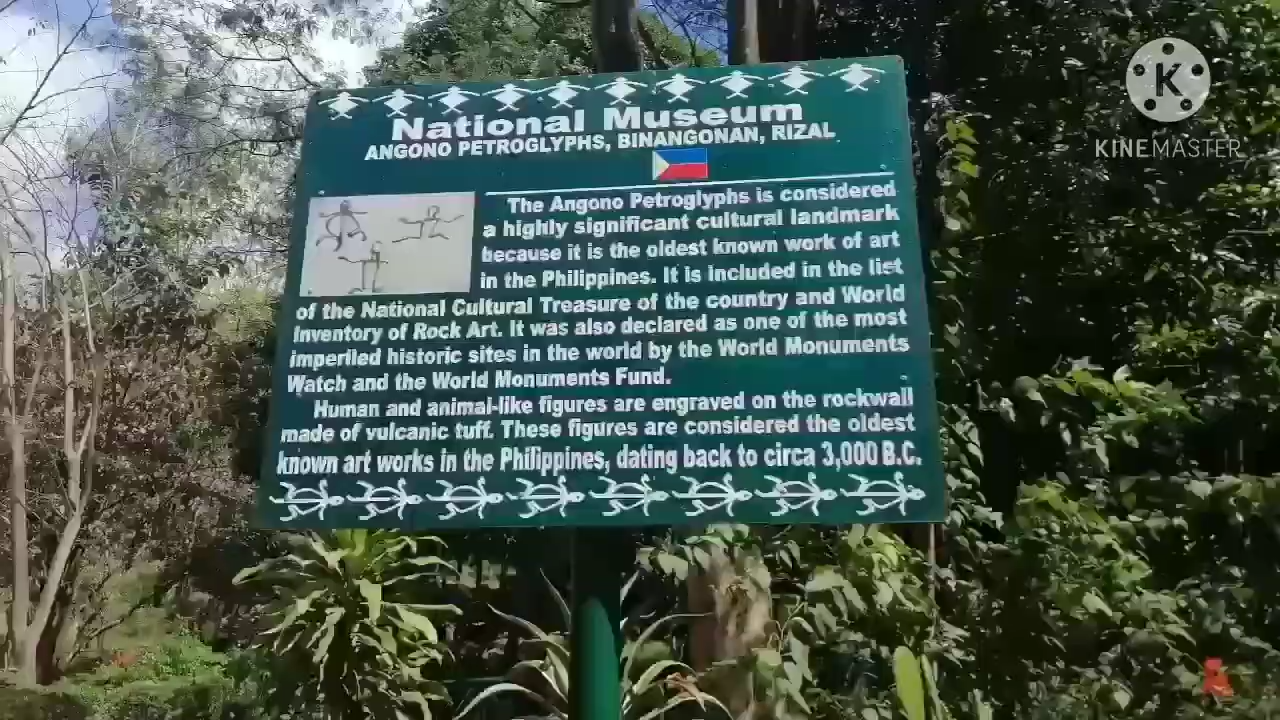 National Museum
ANGONO PETROGLYPHS, BINANGONAN, RIZAL
The Angono Petroglyphs is considered
a highly significant cultural landmark
because it is the oldest known work of art
in the Philippines. It is included in the list
of the National Cultural Treasure of the country and World
Inventory of Rock Art. It was also declared as one of the most
imperiled historic sites in the world by the World Monuments
Watch and the World Monuments Fund.
Human and animal-like figures are engraved on the rockwall
made of vulcanic tuff. These figures are considered the oldest
known art works in the Philippines, dating back to circa 3,000 B.C.
K
KINEMASTER